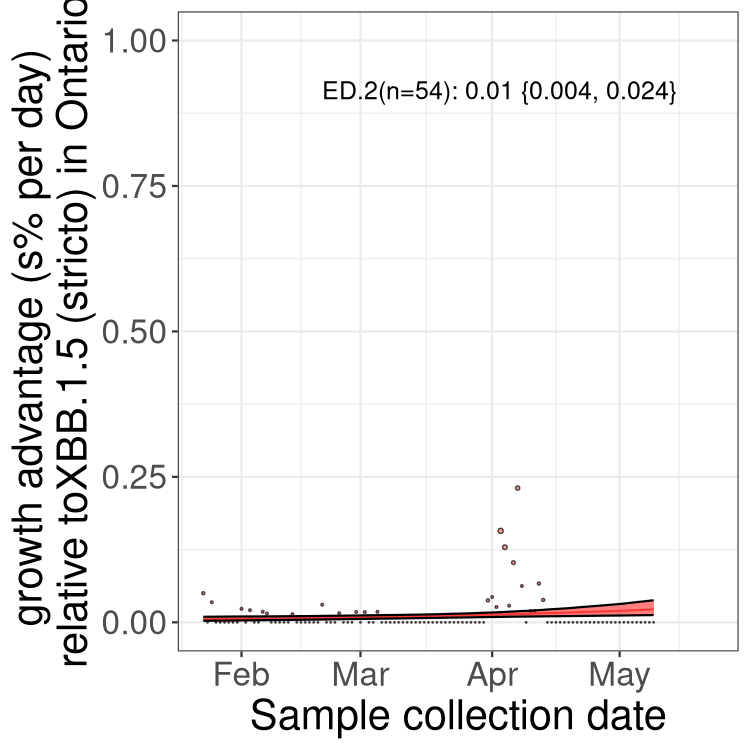 growth advantage (s% per day)
relative toXBB.1.5 (stricto) in Ontario
1.00
0.75
0.50
0.25
0.00
ED.2(n=54): 0.01 {0.004, 0.024}
Feb Mar Apr May
Sample collection date